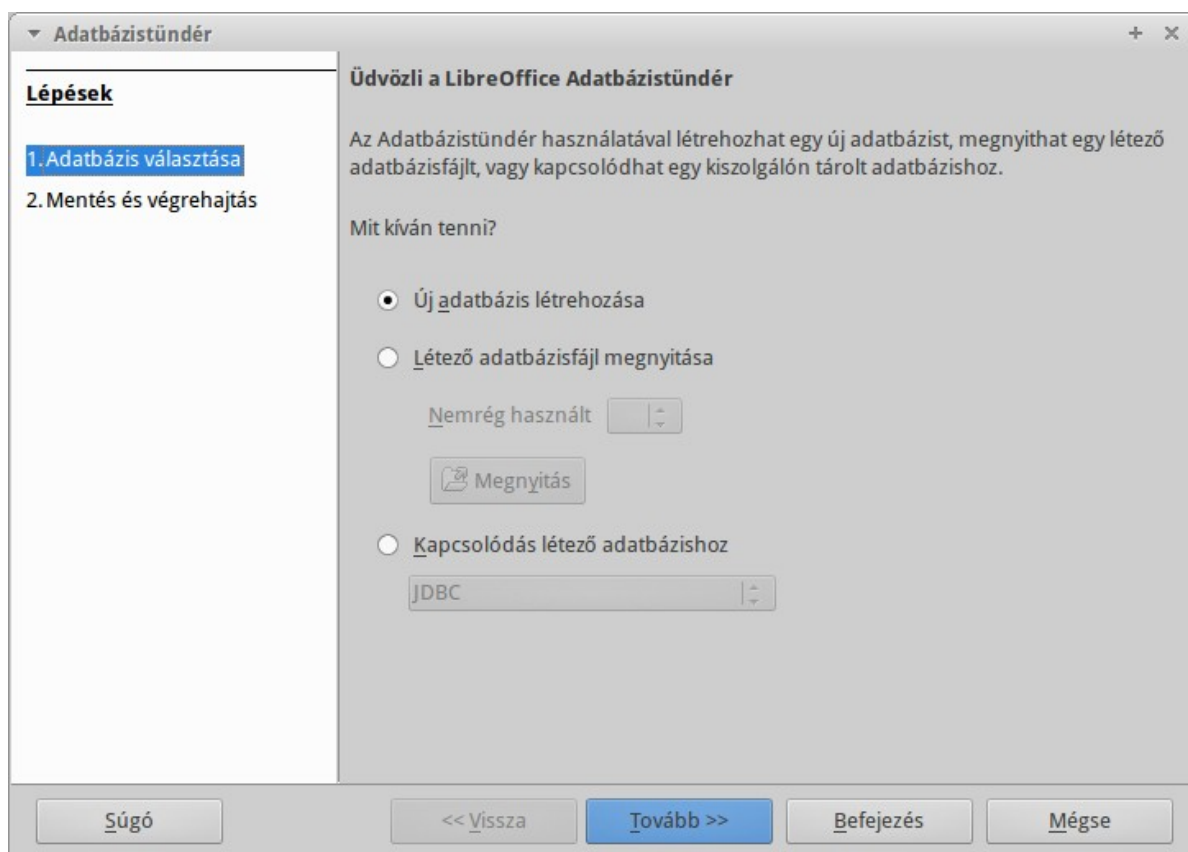 Adatbázistündér
Lépések
1. Adatbázis választása
2. Mentés és végrehajtás
Üdvözli a LibreOffice Adatbázistündér
Az Adatbázistündér használatával létrehozhat egy új adatbázist, megnyithat egy létező
adatbázisfájlt, vagy kapcsolódhat egy kiszolgálón tárolt adatbázishoz.
Mit kíván tenni?
Új adatbázis létrehozása
Létező adatbázisfájl megnyitása
Nemrég használt
Megnyitás
Kapcsolódás létező adatbázishoz
JDBC
Súgó
<< Vissza
Tovább >>
Befejezés
Mégse